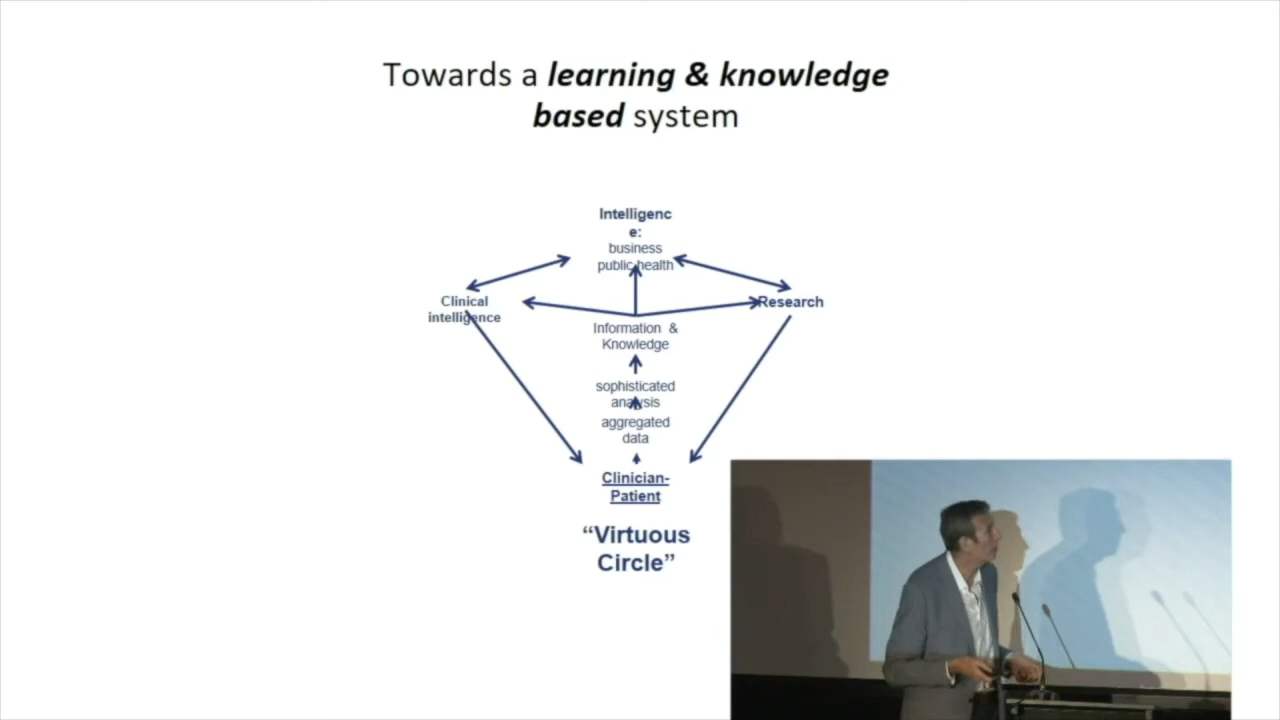 Towards a learning & knowledge
based system
Intelligenc
e:
business
public health
Clinical
intelligence
Research
Information &
Knowledge
sophisticated
analysis
aggregated
data
Clinician-
Patient
“Virtuous
Circle”